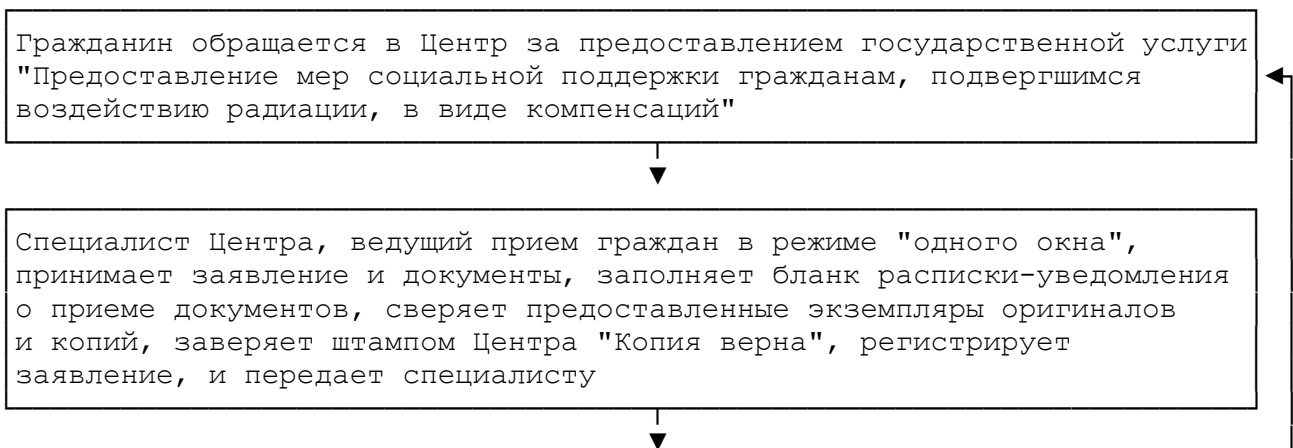 Гражданин обращается в Центр за предоставлением государственной услуги
"Предоставление мер социальной поддержки гражданам, подвергшимся
воздействию радиации, в виде компенсаций"
Специалист Центра, ведущий прием граждан в режиме "одного окна",
принимает заявление и документы, заполняет бланк расписки-уведомления
о приеме документов, сверяет предоставленные экземпляры оригиналов
и копий, заверяет штампом Центра "Копия верна", регистрирует
заявление, и передает специалисту